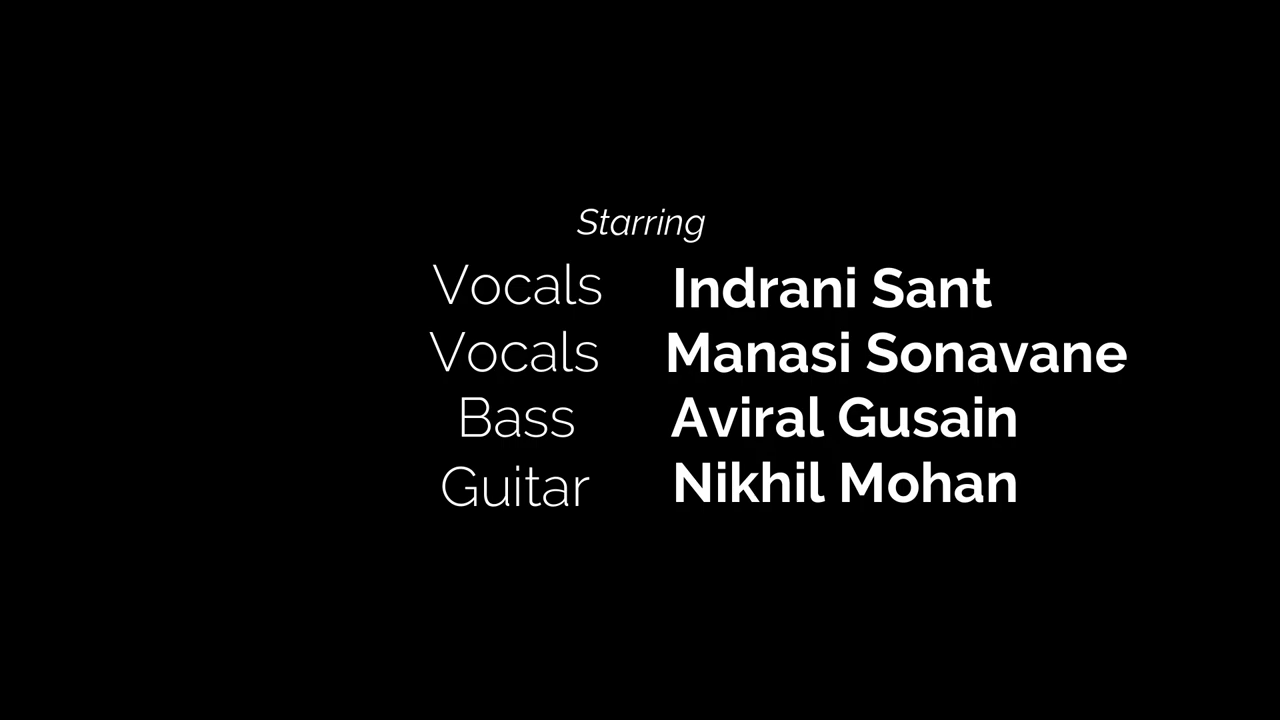 Starring
Vocals Indrani Sant
Vocals Manasi Sonavane
Bass Aviral Gusain
Guitar Nikhil Mohan